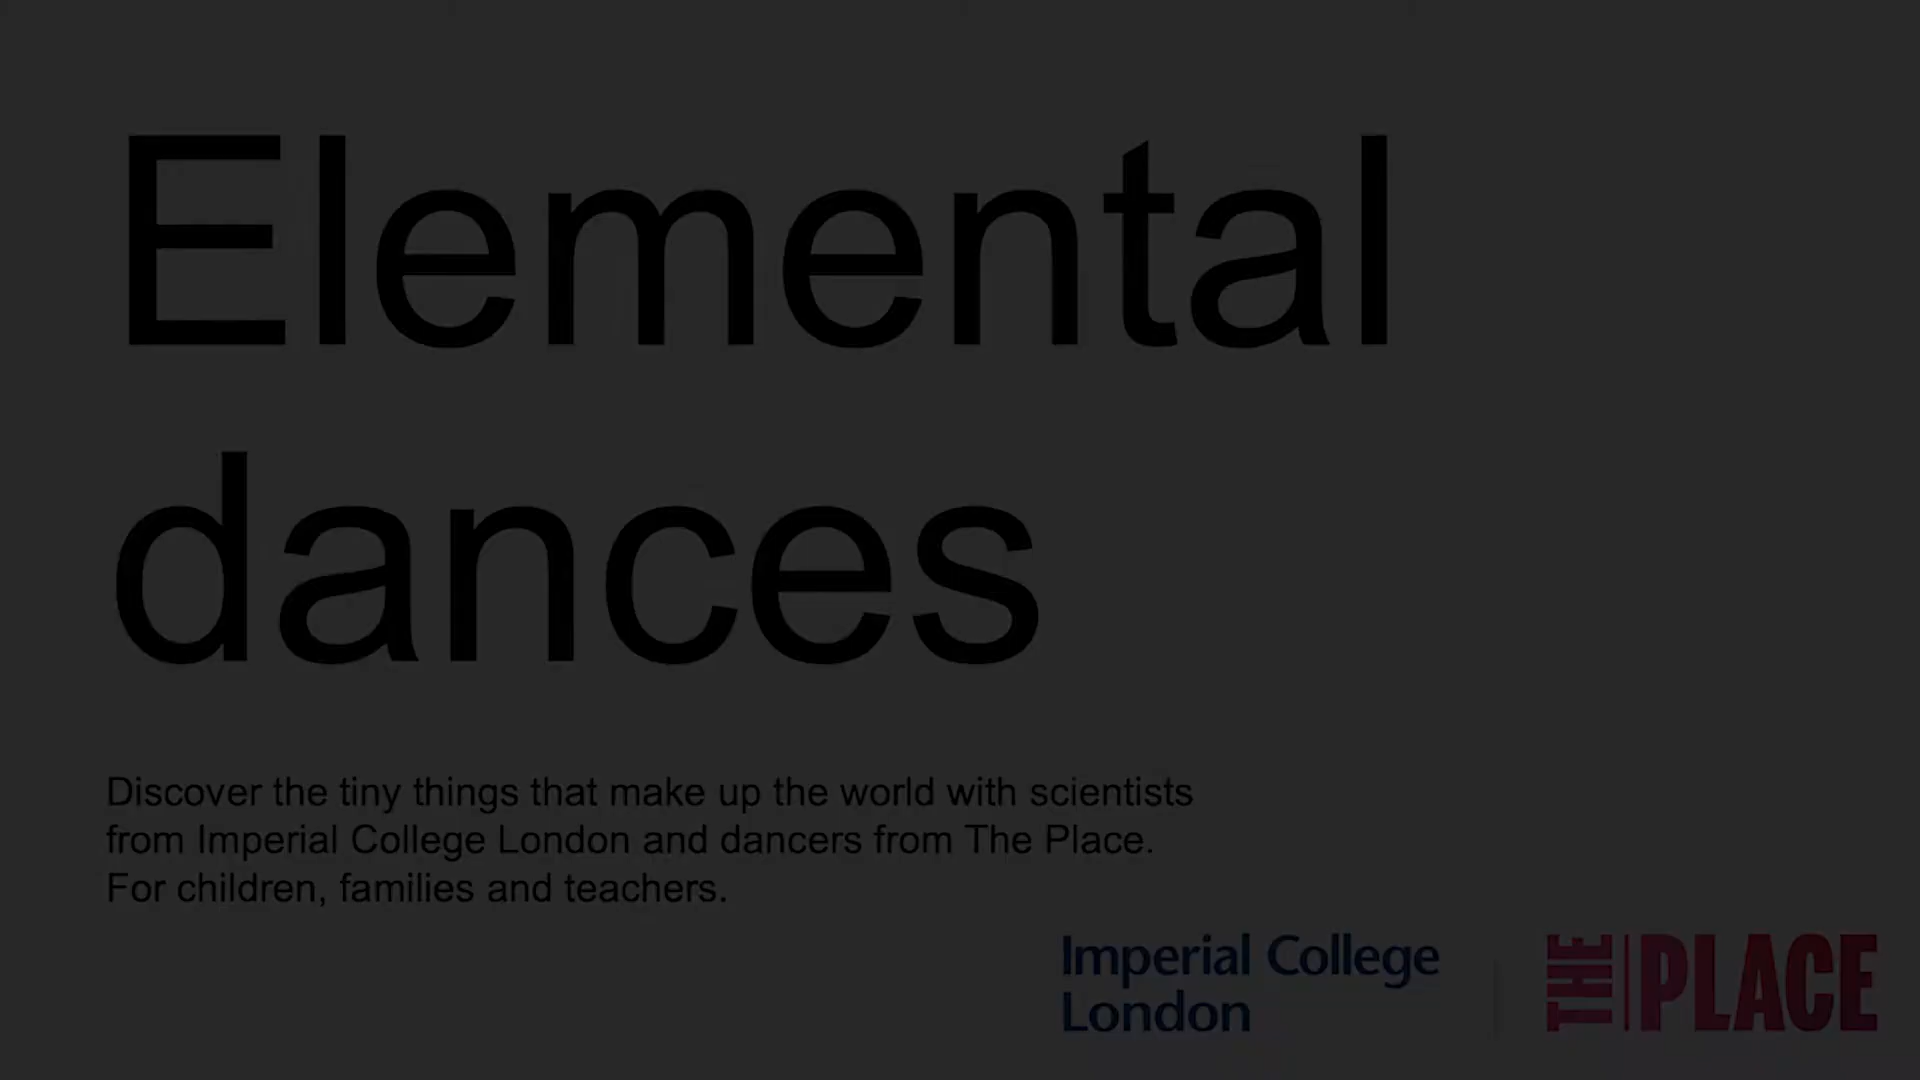 Elemental
dances
Discover the tiny things that make up the world with scientists
from Imperial College London and dancers from The Place.
For children, families and teachers.
Imperial College
London
THE PLACE